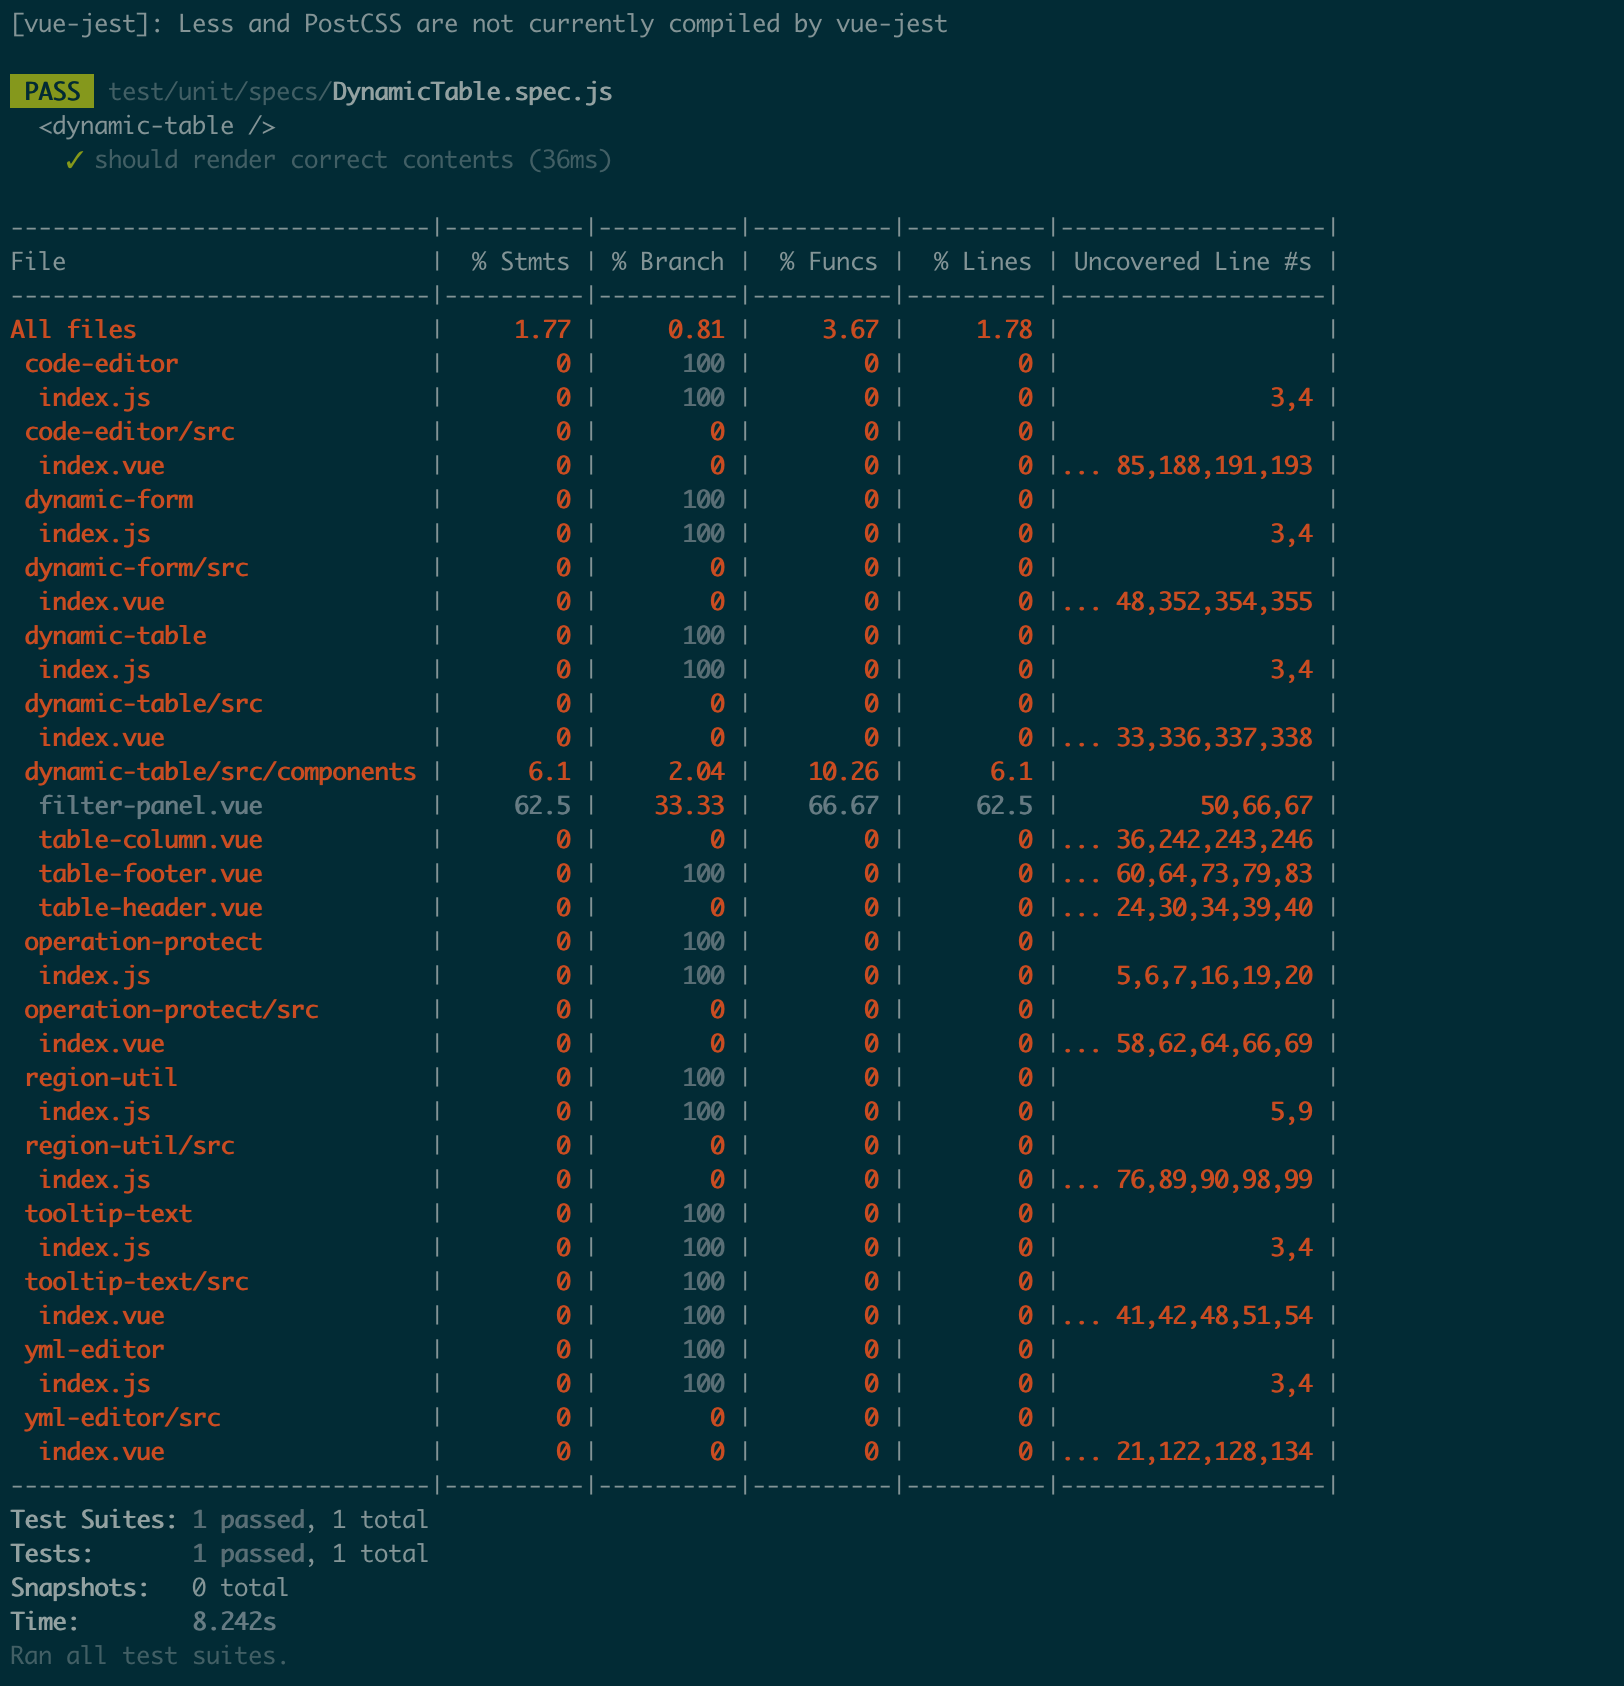 [vue-jest]: Less and PostCSS are not currently compiled by vue-jest
PASS test/unit/specs/DynamicTable.spec.js
<dynamic-table />
✓ should render correct contents (36ms)
------------------------------|----------|----------|----------|----------|-------------------|
File                          |  % Stmts | % Branch |  % Funcs |  % Lines | Uncovered Line #s |
------------------------------|----------|----------|----------|----------|-------------------|
All files                     |     1.77 |     0.81 |     3.67 |     1.78 |                   |
 code-editor                  |        0 |      100 |        0 |        0 |                   |
  index.js                    |        0 |      100 |        0 |        0 |               3,4 |
 code-editor/src              |        0 |        0 |        0 |        0 |                   |
  index.vue                   |        0 |        0 |        0 |        0 |... 85,188,191,193 |
 dynamic-form                 |        0 |      100 |        0 |        0 |                   |
  index.js                    |        0 |      100 |        0 |        0 |               3,4 |
 dynamic-form/src             |        0 |        0 |        0 |        0 |                   |
  index.vue                   |        0 |        0 |        0 |        0 |... 48,352,354,355 |
 dynamic-table                |        0 |      100 |        0 |        0 |                   |
  index.js                    |        0 |      100 |        0 |        0 |               3,4 |
 dynamic-table/src            |        0 |        0 |        0 |        0 |                   |
  index.vue                   |        0 |        0 |        0 |        0 |... 33,336,337,338 |
 dynamic-table/src/components |      6.1 |     2.04 |    10.26 |      6.1 |                   |
  filter-panel.vue            |     62.5 |    33.33 |    66.67 |     62.5 |          50,66,67 |
  table-column.vue            |        0 |        0 |        0 |        0 |... 36,242,243,246 |
  table-footer.vue            |        0 |      100 |        0 |        0 |... 60,64,73,79,83 |
  table-header.vue            |        0 |        0 |        0 |        0 |... 24,30,34,39,40 |
 operation-protect            |        0 |      100 |        0 |        0 |                   |
  index.js                    |        0 |      100 |        0 |        0 |    5,6,7,16,19,20 |
 operation-protect/src        |        0 |        0 |        0 |        0 |                   |
  index.vue                   |        0 |        0 |        0 |        0 |... 58,62,64,66,69 |
 region-util                  |        0 |      100 |        0 |        0 |                   |
  index.js                    |        0 |      100 |        0 |        0 |               5,9 |
 region-util/src              |        0 |        0 |        0 |        0 |                   |
  index.js                    |        0 |        0 |        0 |        0 |... 76,89,90,98,99 |
 tooltip-text                 |        0 |      100 |        0 |        0 |                   |
  index.js                    |        0 |      100 |        0 |        0 |               3,4 |
 tooltip-text/src             |        0 |      100 |        0 |        0 |                   |
  index.vue                   |        0 |      100 |        0 |        0 |... 41,42,48,51,54 |
 yml-editor                   |        0 |      100 |        0 |        0 |                   |
  index.js                    |        0 |      100 |        0 |        0 |               3,4 |
 yml-editor/src               |        0 |        0 |        0 |        0 |                   |
  index.vue                   |        0 |        0 |        0 |        0 |... 21,122,128,134 |
------------------------------|----------|----------|----------|----------|-------------------|
Test Suites: 1 passed, 1 total
Tests:       1 passed, 1 total
Snapshots:   0 total
Time:        8.242s
Ran all test suites.